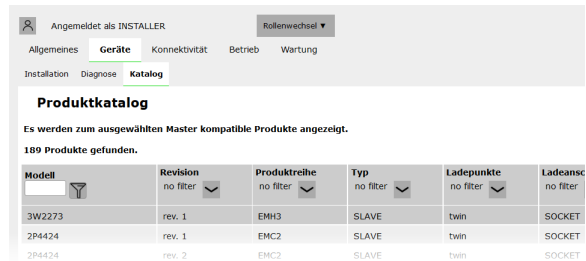 Angemeldet als INSTALLER Rollenwechsel ▼
Allgemeines Geräte Konnektivität Betrieb Wartung
Installation Diagnose Katalog
Produktkatalog
Es werden zum ausgewählten Master kompatible Produkte angezeigt.
189 Produkte gefunden.
Modell Revision Produktreihe Typ Ladepunkte Ladeansc
no filter no filter no filter no filter no filter
3W2273 rev. 1 EMH3 SLAVE twin SOCKET
2P4424 rev. 1 EMC2 SLAVE twin SOCKET
2P4424 rev. 2 EMC2 SLAVE twin SOCKET